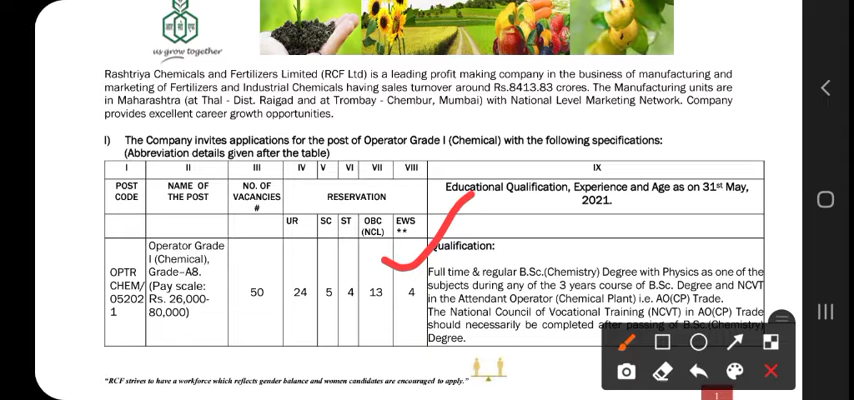 आर सी एफ
us grow together
Rashtriya Chemicals and Fertilizers Limited (RCF Ltd) is a leading profit making company in the business of manufacturing and
marketing of Fertilizers and Industrial Chemicals having sales turnover around Rs.8413.83 crores. The Manufacturing units are
in Maharashtra (at Thal - Dist. Raigad and at Trombay - Chembur, Mumbai) with National Level Marketing Network. Company
provides excellent career growth opportunities.
I) The Company invites applications for the post of Operator Grade I (Chemical) with the following specifications:
(Abbreviation details given after the table)
I II III IV V VI VII VIII IX
POST CODE
NAME OF THE POST
NO. OF VACANCIES #
RESERVATION
Educational Qualification, Experience and Age as on 31st May,
2021.
UR SC ST OBC (NCL) EWS **
OPTR
CHEM/
05202
1
Operator Grade
I (Chemical),
Grade–A8.
(Pay scale:
Rs. 26,000-
80,000)
50 24 5 4 13 4
Qualification:
Full time & regular B.Sc.(Chemistry) Degree with Physics as one of the
subjects during any of the 3 years course of B.Sc. Degree and NCVT
in the Attendant Operator (Chemical Plant) i.e. AO(CP) Trade.
The National Council of Vocational Training (NCVT) in AO(CP) Trade
should necessarily be completed after passing of B.Sc.(Chemistry)
Degree.
"RCF strives to have a workforce which reflects gender balance and women candidates are encouraged to apply."
1